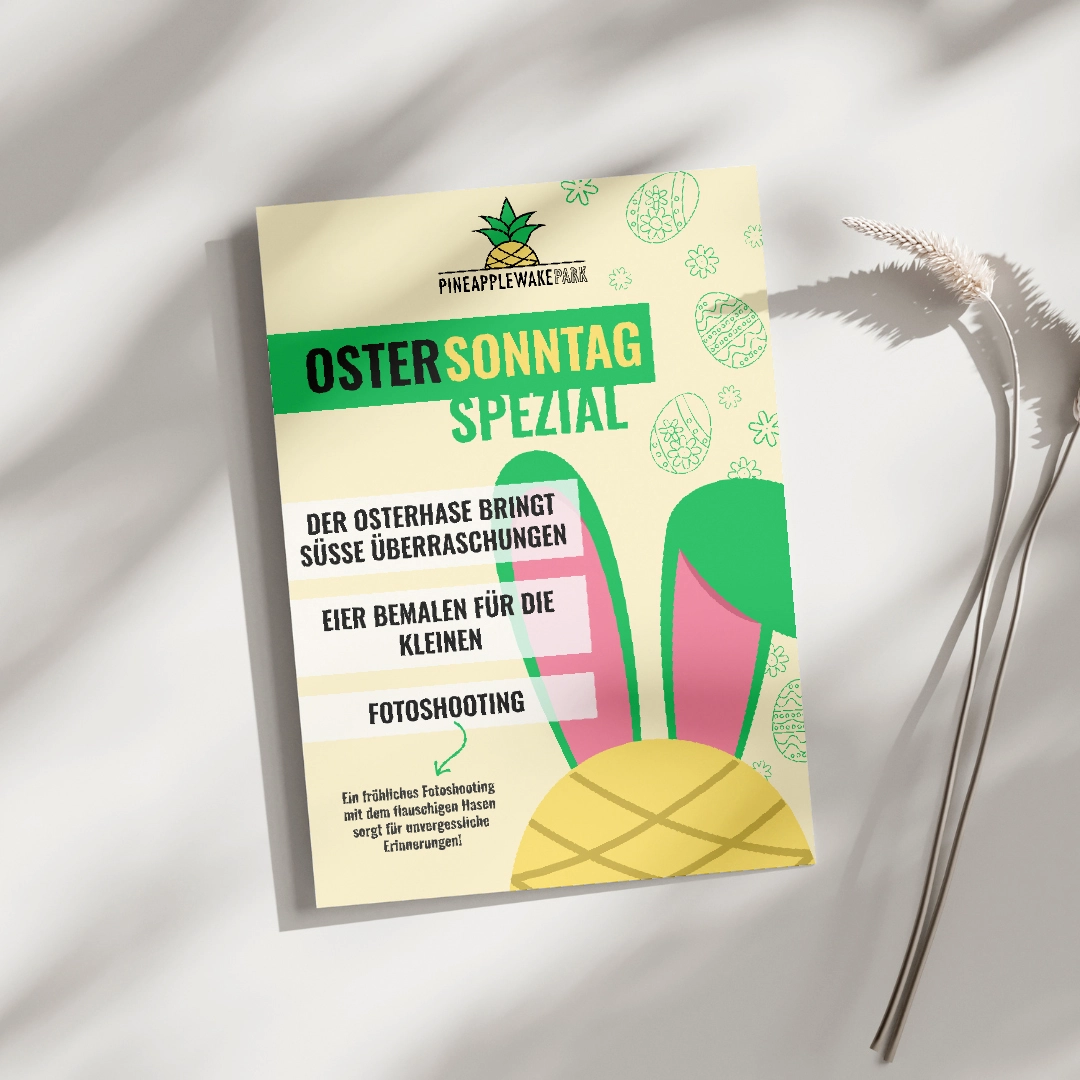 PINEAPPLEWAKEPARK
OSTERSONNTAG
SPEZIAL
DER OSTERHASE BRINGT
SÜSSE ÜBERRASCHUNGEN
EIER BEMALEN FÜR DIE
KLEINEN
FOTOSHOOTING
Ein fröhliches Fotoshooting
mit dem flauschigen Hasen
sorgt für unvergessliche
Erinnerungen!